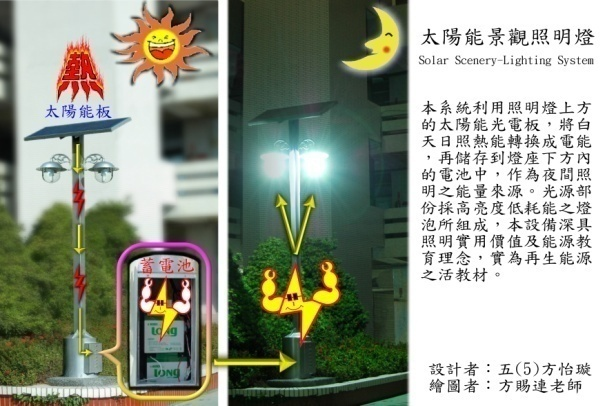 太陽能景觀照明燈
Solar Scenery-Lighting System
熱
太陽能板
蓄電池
Long
Long
本系統利用照明燈上方
的太陽能光電板，將白
天日照熱能轉換成電能
，再儲存到燈座下方內
的電池中，作為夜間照
明之能量來源。光源部
份採高亮度低耗能之燈
泡所組成，本設備深具
照明實用價值及能源教
育理念，實為再生能源
之活教材。
設計者：五(5)方怡璇
繪圖者：方賜連老師